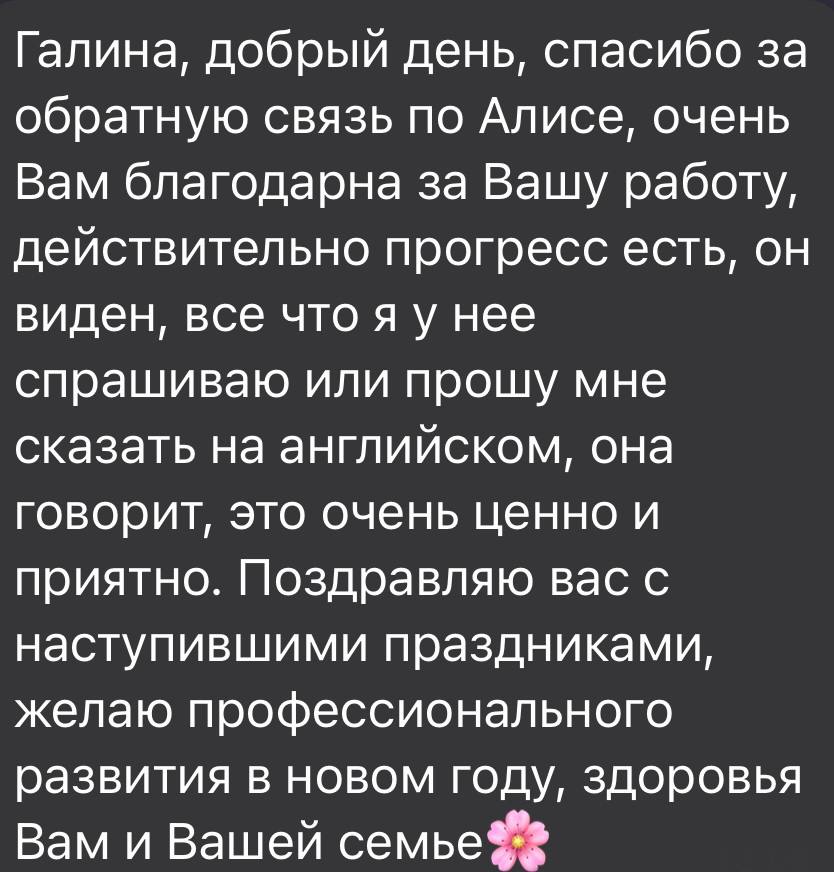 Галина, добрый день, спасибо за
обратную связь по Алисе, очень
Вам благодарна за Вашу работу,
действительно прогресс есть, он
виден, все что я у нее
спрашиваю или прошу мне
сказать на английском, она
говорит, это очень ценно и
приятно. Поздравляю вас с
наступившими праздниками,
желаю профессионального
развития в новом году, здоровья
Вам и Вашей семье🌸